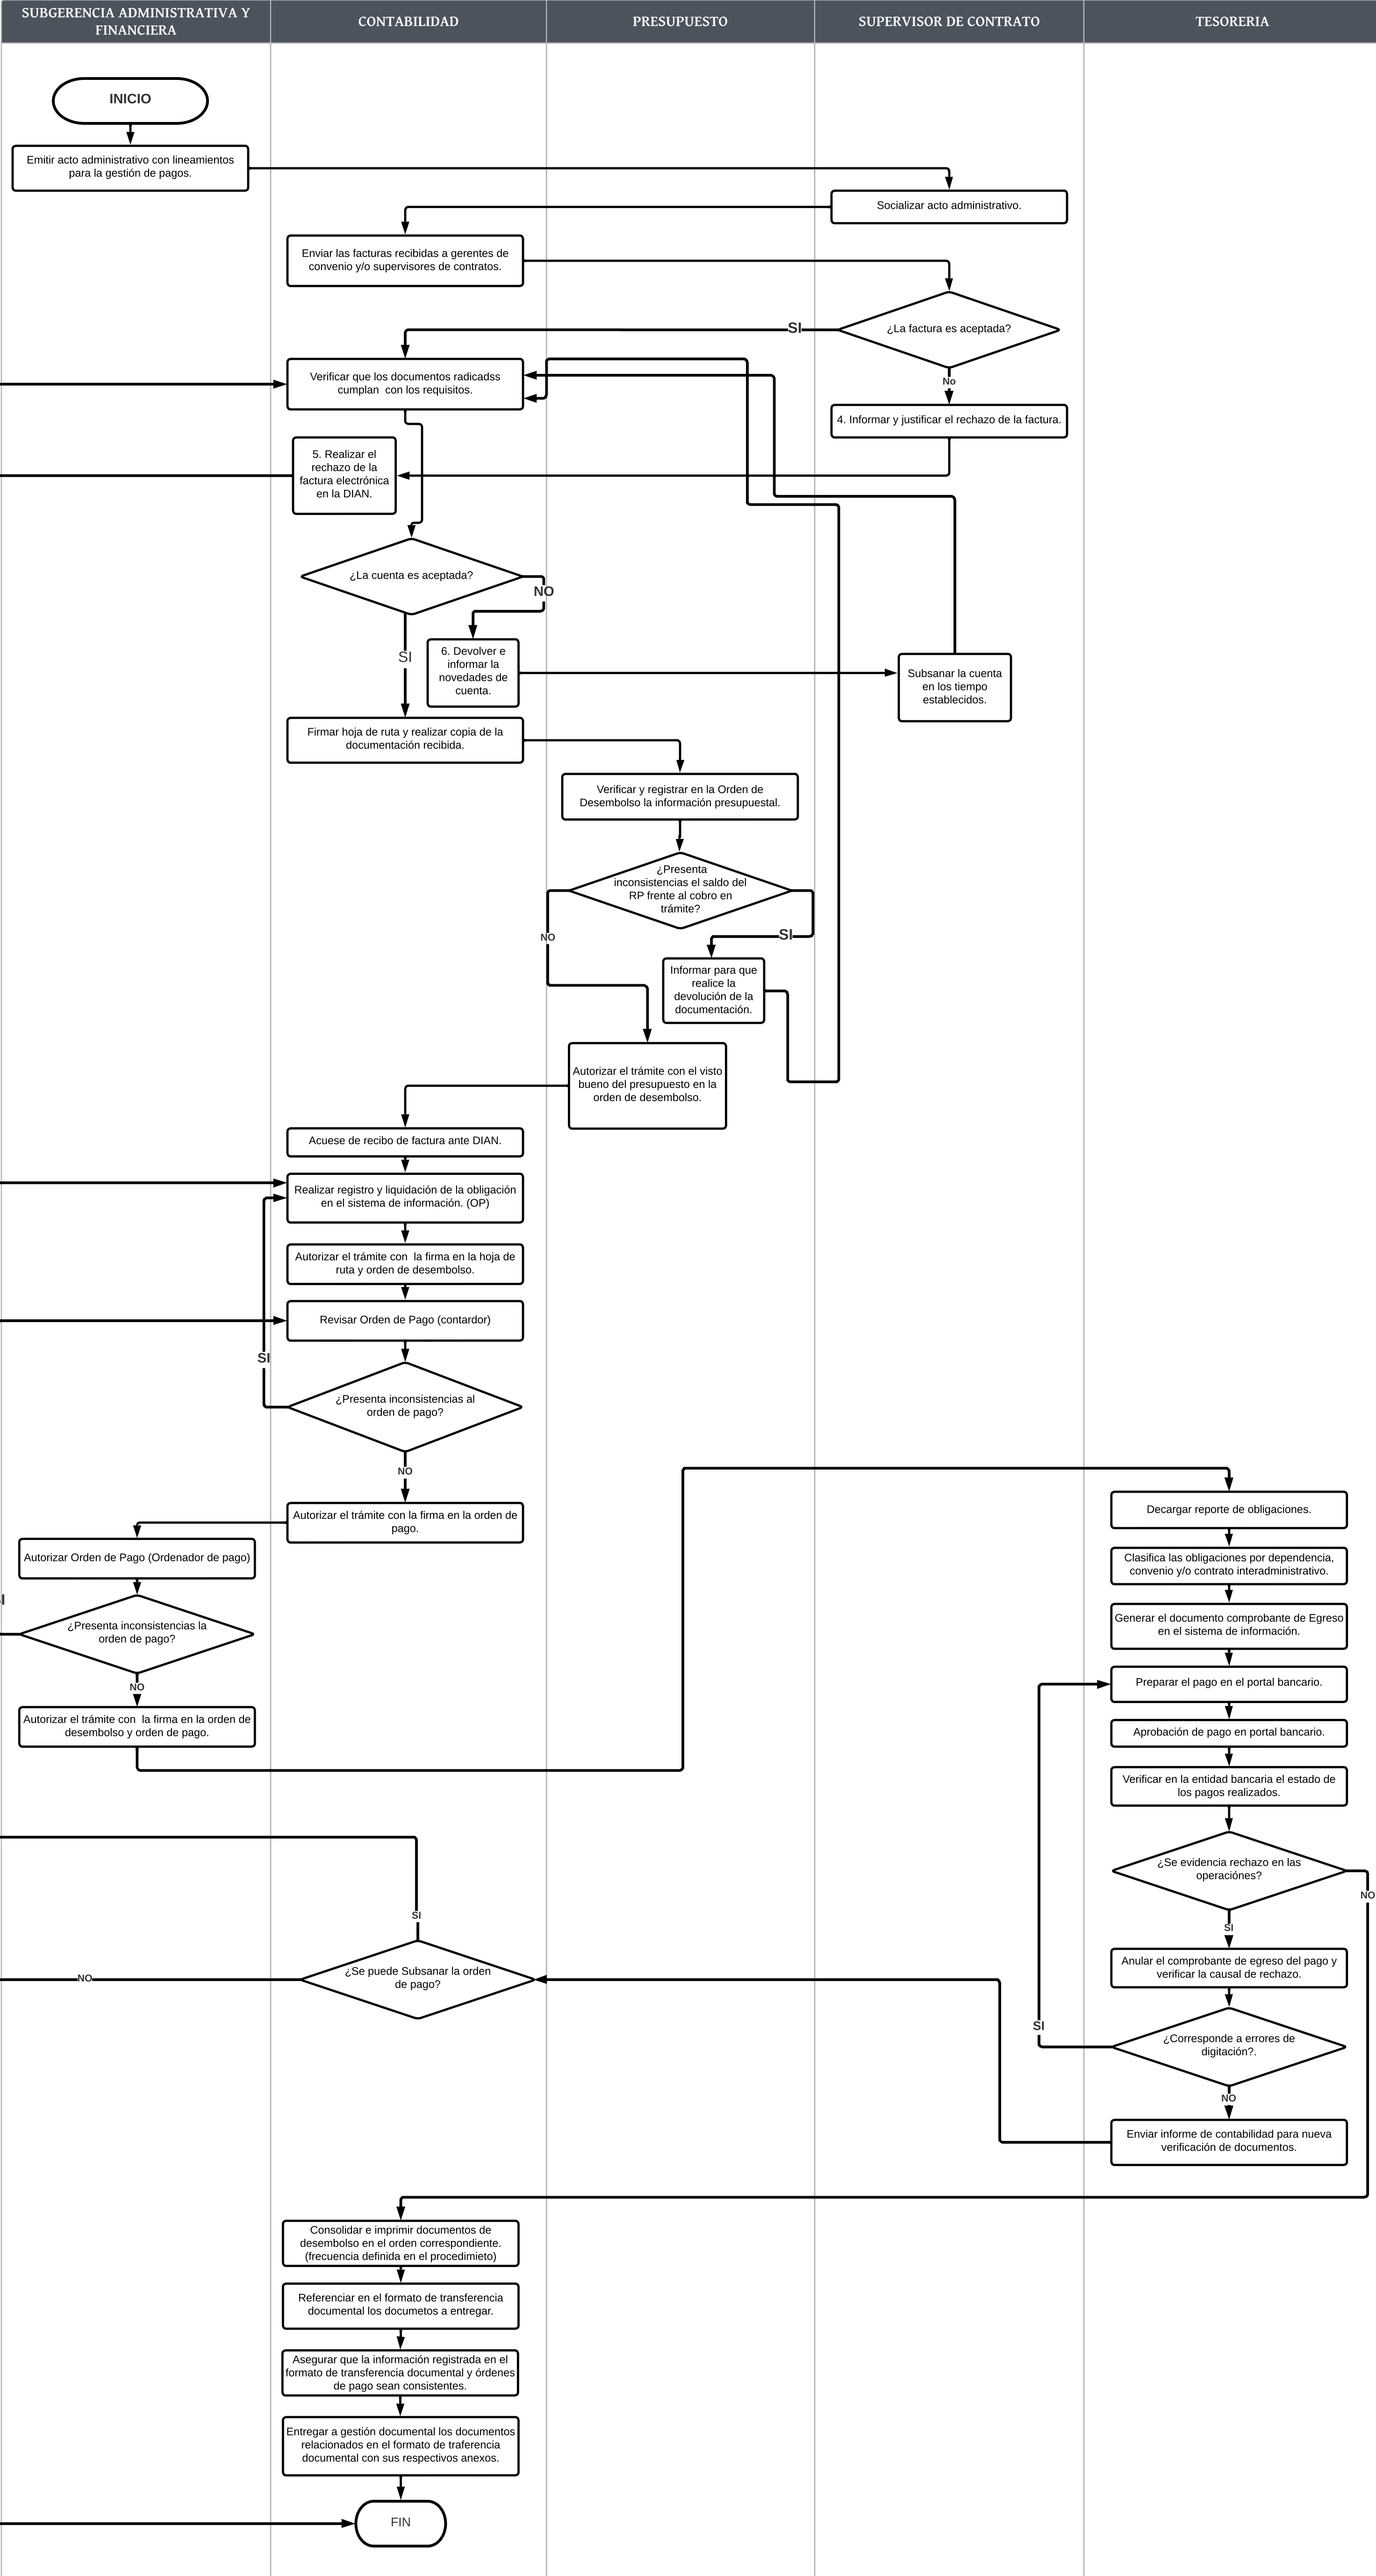 SUBGERENCIA ADMINISTRATIVA Y
FINANCIERA
CONTABILIDAD
PRESUPUESTO
SUPERVISOR DE CONTRATO
TESORERIA
INICIO
Emitir acto administrativo con lineamientos
para la gestión de pagos.
Socializar acto administrativo.
Enviar las facturas recibidas a gerentes de
convenio y/o supervisores de contratos.
¿La factura es aceptada?
SI
No
Verificar que los documentos radicadss
cumplan  con los requisitos.
4. Informar y justificar el rechazo de la factura.
5. Realizar el
rechazo de la
factura electrónica
en la DIAN.
¿La cuenta es aceptada?
NO
SI
6. Devolver e
informar la
novedades de
cuenta.
Subsanar la cuenta
en los tiempo
establecidos.
Firmar hoja de ruta y realizar copia de la
documentación recibida.
Verificar y registrar en la Orden de
Desembolso la información presupuestal.
¿Presenta
inconsistencias el saldo del
RP frente al cobro en
trámite?
NO
SI
Informar para que
realice la
devolución de la
documentación.
Autorizar el trámite con el visto
bueno del presupuesto en la
orden de desembolso.
Acuese de recibo de factura ante DIAN.
Realizar registro y liquidación de la obligación
en el sistema de información. (OP)
Autorizar el trámite con  la firma en la hoja de
ruta y orden de desembolso.
Revisar Orden de Pago (contardor)
SI
¿Presenta inconsistencias al
orden de pago?
NO
Autorizar el trámite con la firma en la orden de
pago.
Decargar reporte de obligaciones.
Autorizar Orden de Pago (Ordenador de pago)
Clasifica las obligaciones por dependencia,
convenio y/o contrato interadministrativo.
I
¿Presenta inconsistencias la
orden de pago?
Generar el documento comprobante de Egreso
en el sistema de información.
NO
Preparar el pago en el portal bancario.
Autorizar el trámite con  la firma en la orden de
desembolso y orden de pago.
Aprobación de pago en portal bancario.
Verificar en la entidad bancaria el estado de
los pagos realizados.
¿Se evidencia rechazo en las
operaciónes?
NO
SI
SI
Anular el comprobante de egreso del pago y
verificar la causal de rechazo.
¿Se puede Subsanar la orden
de pago?
NO
SI
¿Corresponde a errores de
digitación?.
NO
Enviar informe de contabilidad para nueva
verificación de documentos.
Consolidar e imprimir documentos de
desembolso en el orden correspondiente.
(frecuencia definida en el procedimieto)
Referenciar en el formato de transferencia
documental los documetos a entregar.
Asegurar que la información registrada en el
formato de transferencia documental y órdenes
de pago sean consistentes.
Entregar a gestión documental los documentos
relacionados en el formato de traferencia
documental con sus respectivos anexos.
FIN